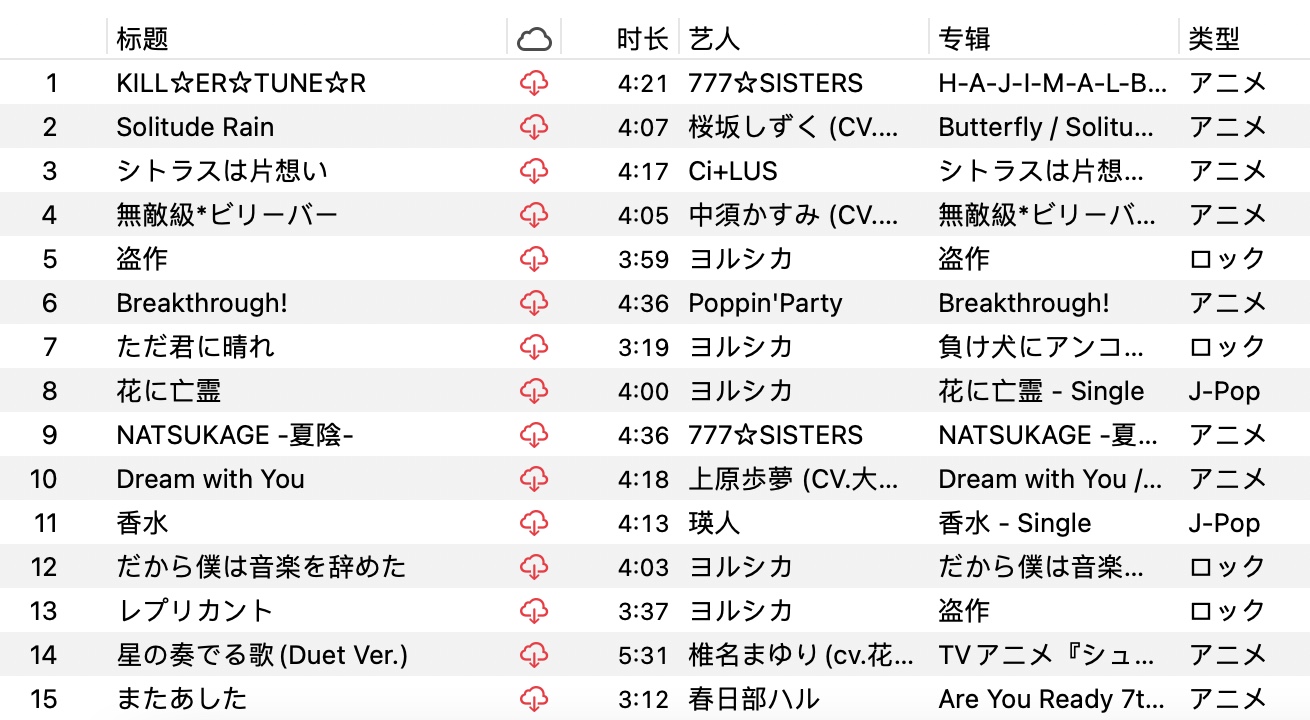 标题 时长 艺人 专辑 类型
1 KILL☆ER☆TUNE☆R 4:21 777☆SISTERS H-A-J-I-M-A-L-B... アニメ
2 Solitude Rain 4:07 桜坂しずく (CV.... Butterfly / Solitu... アニメ
3 シトラスは片想い 4:17 Ci+LUS シトラスは片想... アニメ
4 無敵級*ビリーバー 4:05 中須かすみ (CV.... 無敵級*ビリーバ... アニメ
5 盗作 3:59 ヨルシカ 盗作 ロック
6 Breakthrough! 4:36 Poppin'Party Breakthrough! アニメ
7 ただ君に晴れ 3:19 ヨルシカ 負け犬にアンコ... ロック
8 花に亡霊 4:00 ヨルシカ 花に亡霊 - Single J-Pop
9 NATSUKAGE -夏陰- 4:36 777☆SISTERS NATSUKAGE -夏... アニメ
10 Dream with You 4:18 上原歩夢 (CV.大... Dream with You /... アニメ
11 香水 4:13 瑛人 香水 - Single J-Pop
12 だから僕は音楽を辞めた 4:03 ヨルシカ だから僕は音楽... ロック
13 レプリカント 3:37 ヨルシカ 盗作 ロック
14 星の奏でる歌 (Duet Ver.) 5:31 椎名まゆり (cv.花... TVアニメ『シュ... アニメ
15 またあした 3:12 春日部ハル Are You Ready 7t... アニメ